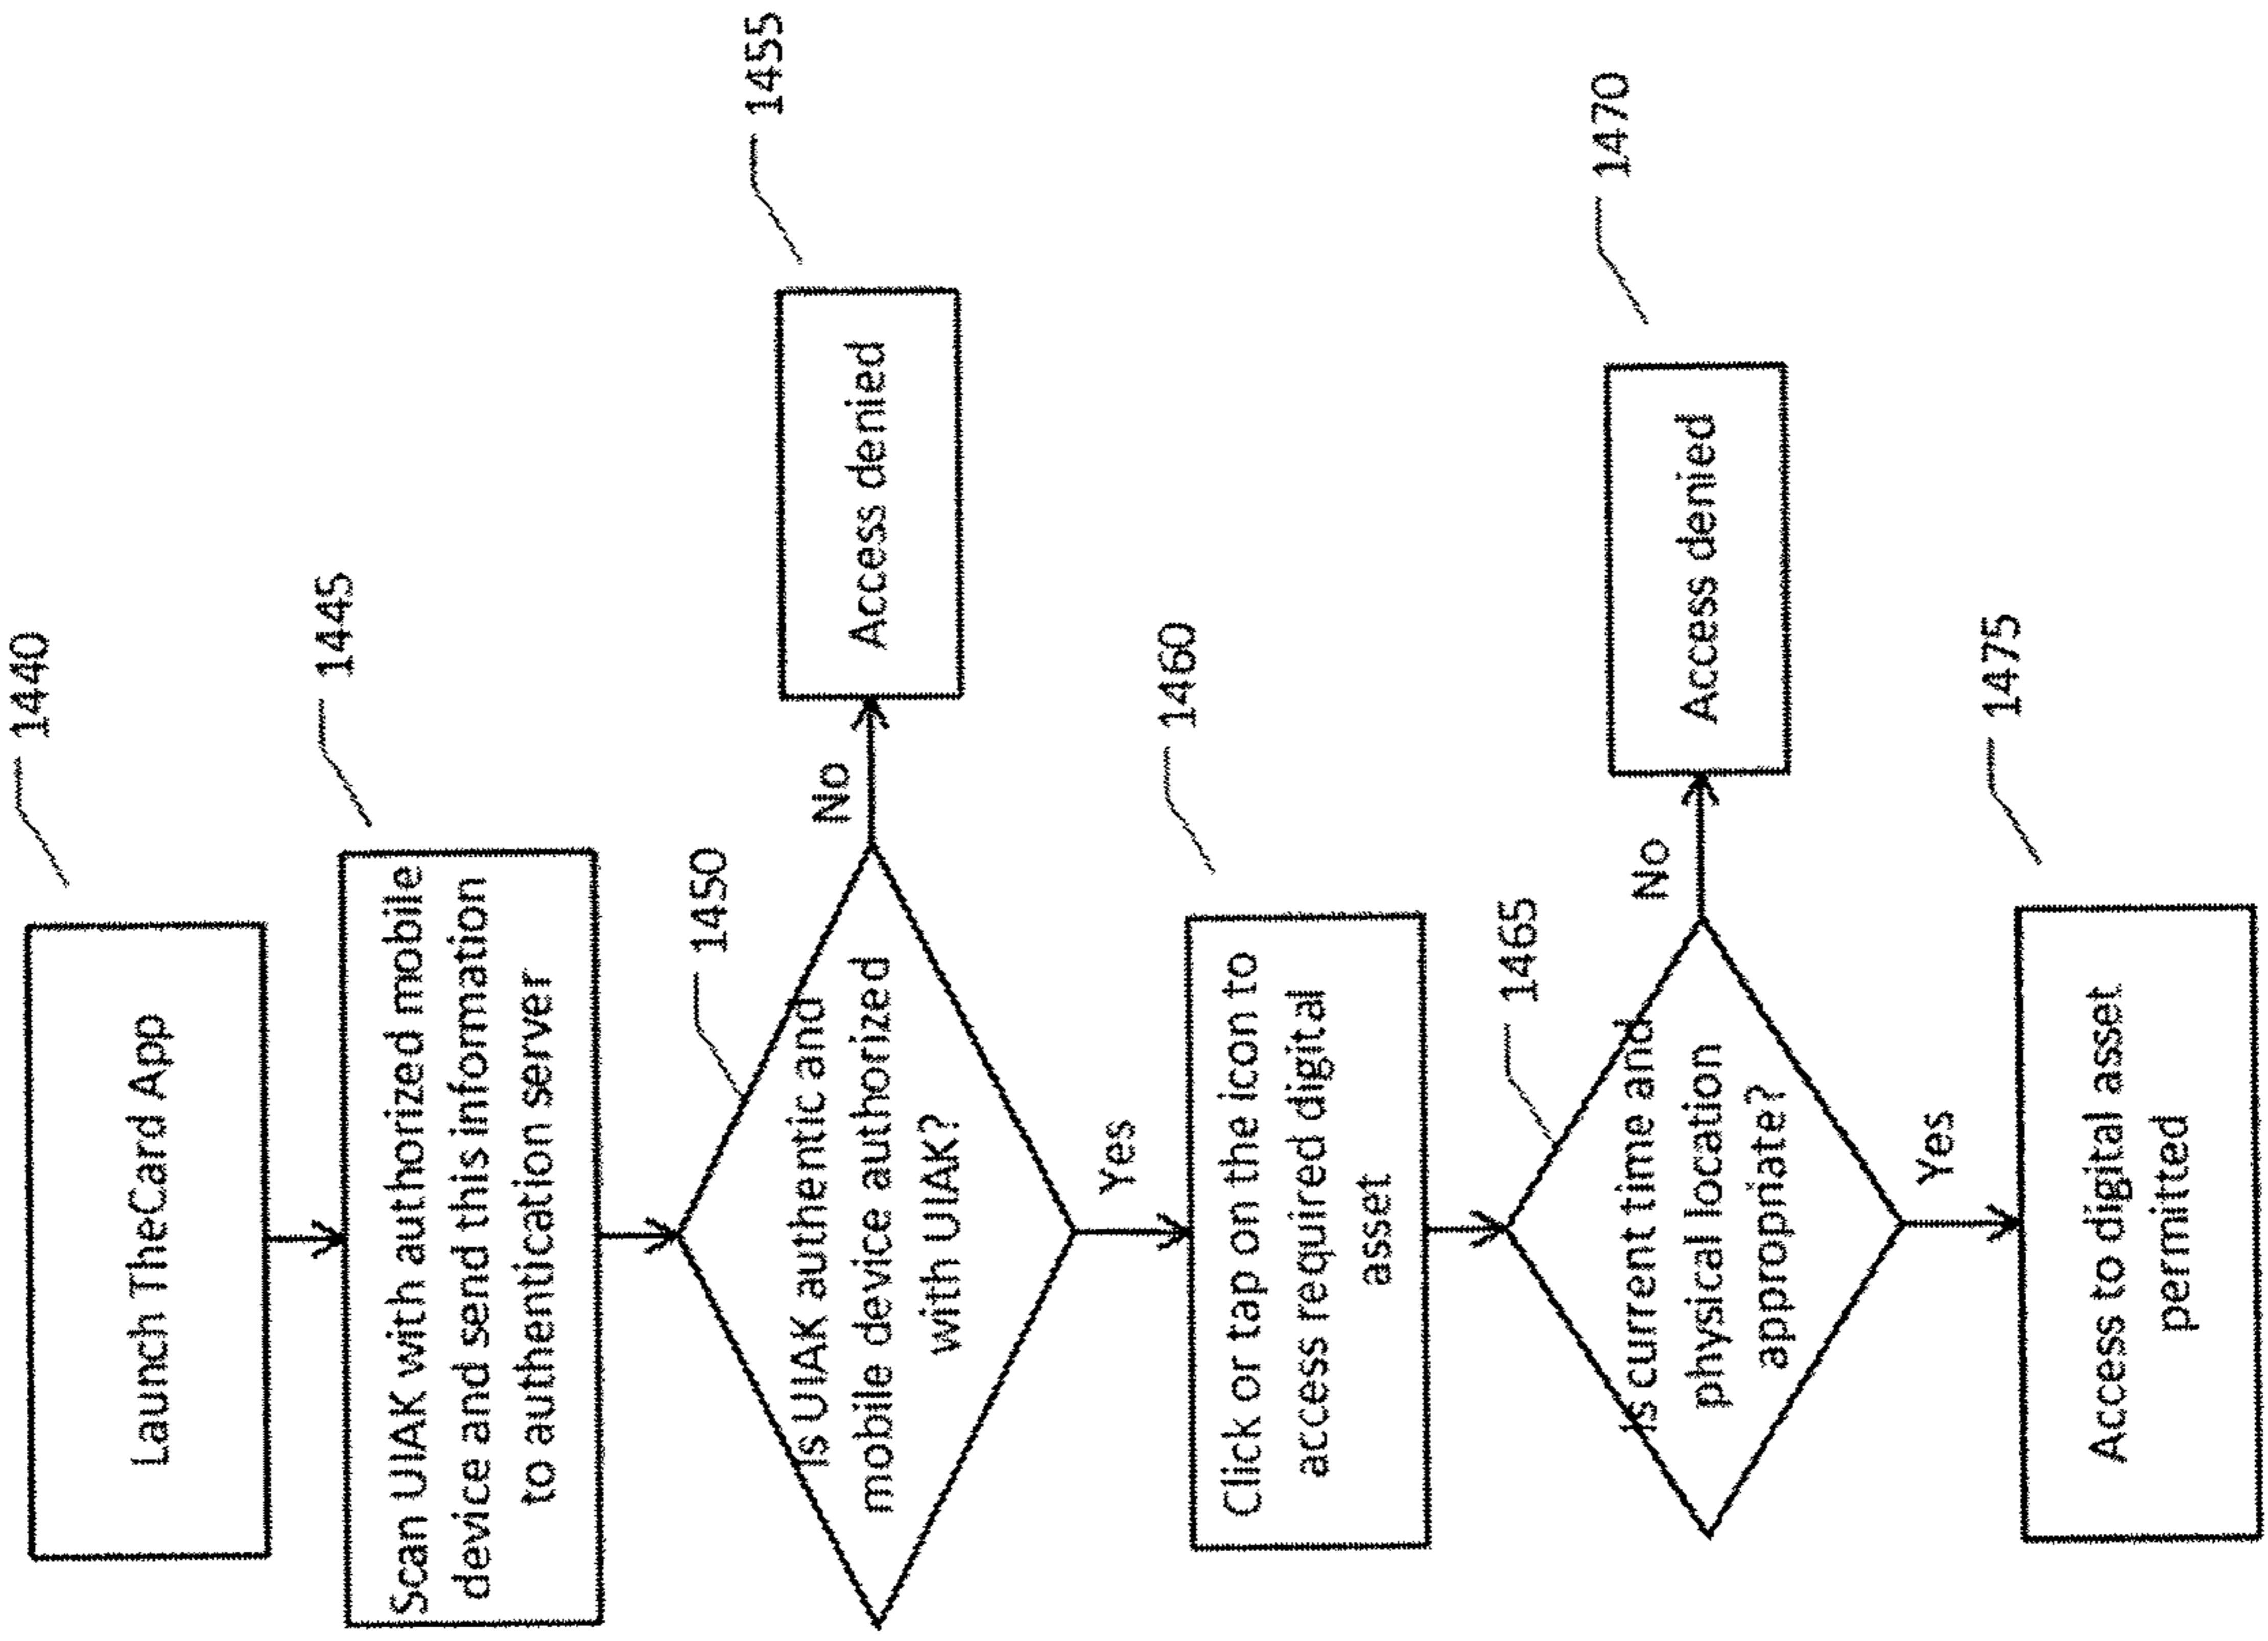 1440
Launch TheCard App
1445
Scan UIAK with authorized mobile
device and send this information
to authentication server
1450
Is UIAK authentic and
mobile device authorized
with UIAK?
No
1455
Access denied
Yes
1460
Click or tap on the icon to
access required digital
asset
1465
Is current time and
physical location
appropriate?
No
1470
Access denied
Yes
1475
Access to digital asset
permitted